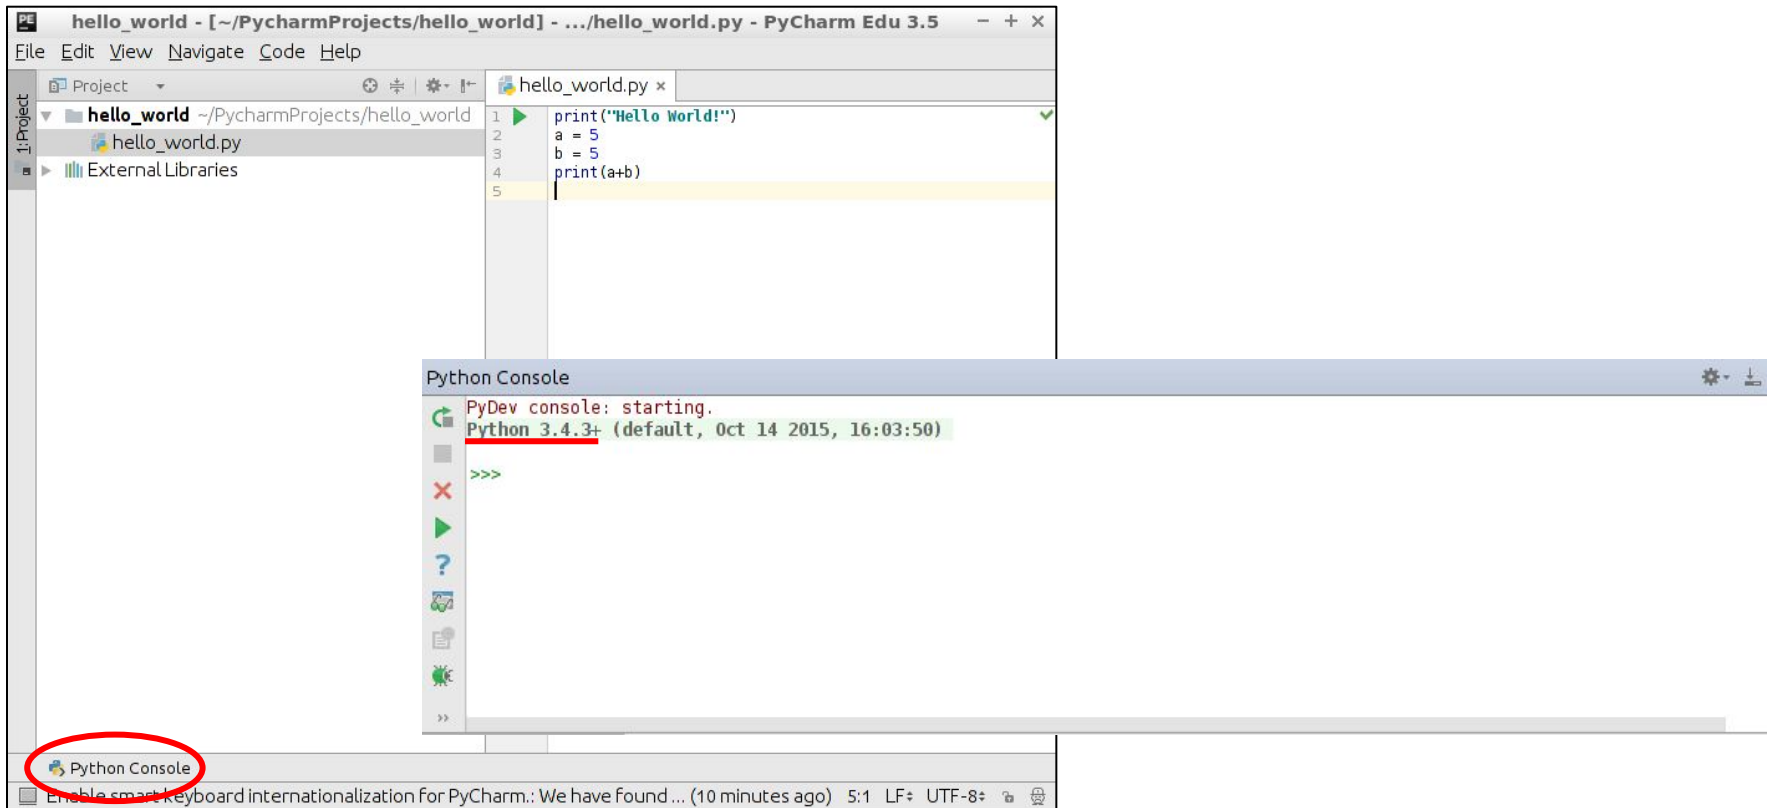 PE hello_world - [~/PycharmProjects/hello_world] - .../hello_world.py - PyCharm Edu 3.5
File Edit View Navigate Code Help
Project
hello_world.py ×
1: Project
hello_world ~/PycharmProjects/hello_world
hello_world.py
External Libraries
1 print("Hello World!")
2 a = 5
3 b = 5
4 print(a+b)
5
Python Console
PyDev console: starting.
Python 3.4.3+ (default, Oct 14 2015, 16:03:50)
>>>
?
»
Python Console
Enable smart keyboard internationalization for PyCharm.: We have found ... (10 minutes ago) 5:1 LF UTF-8